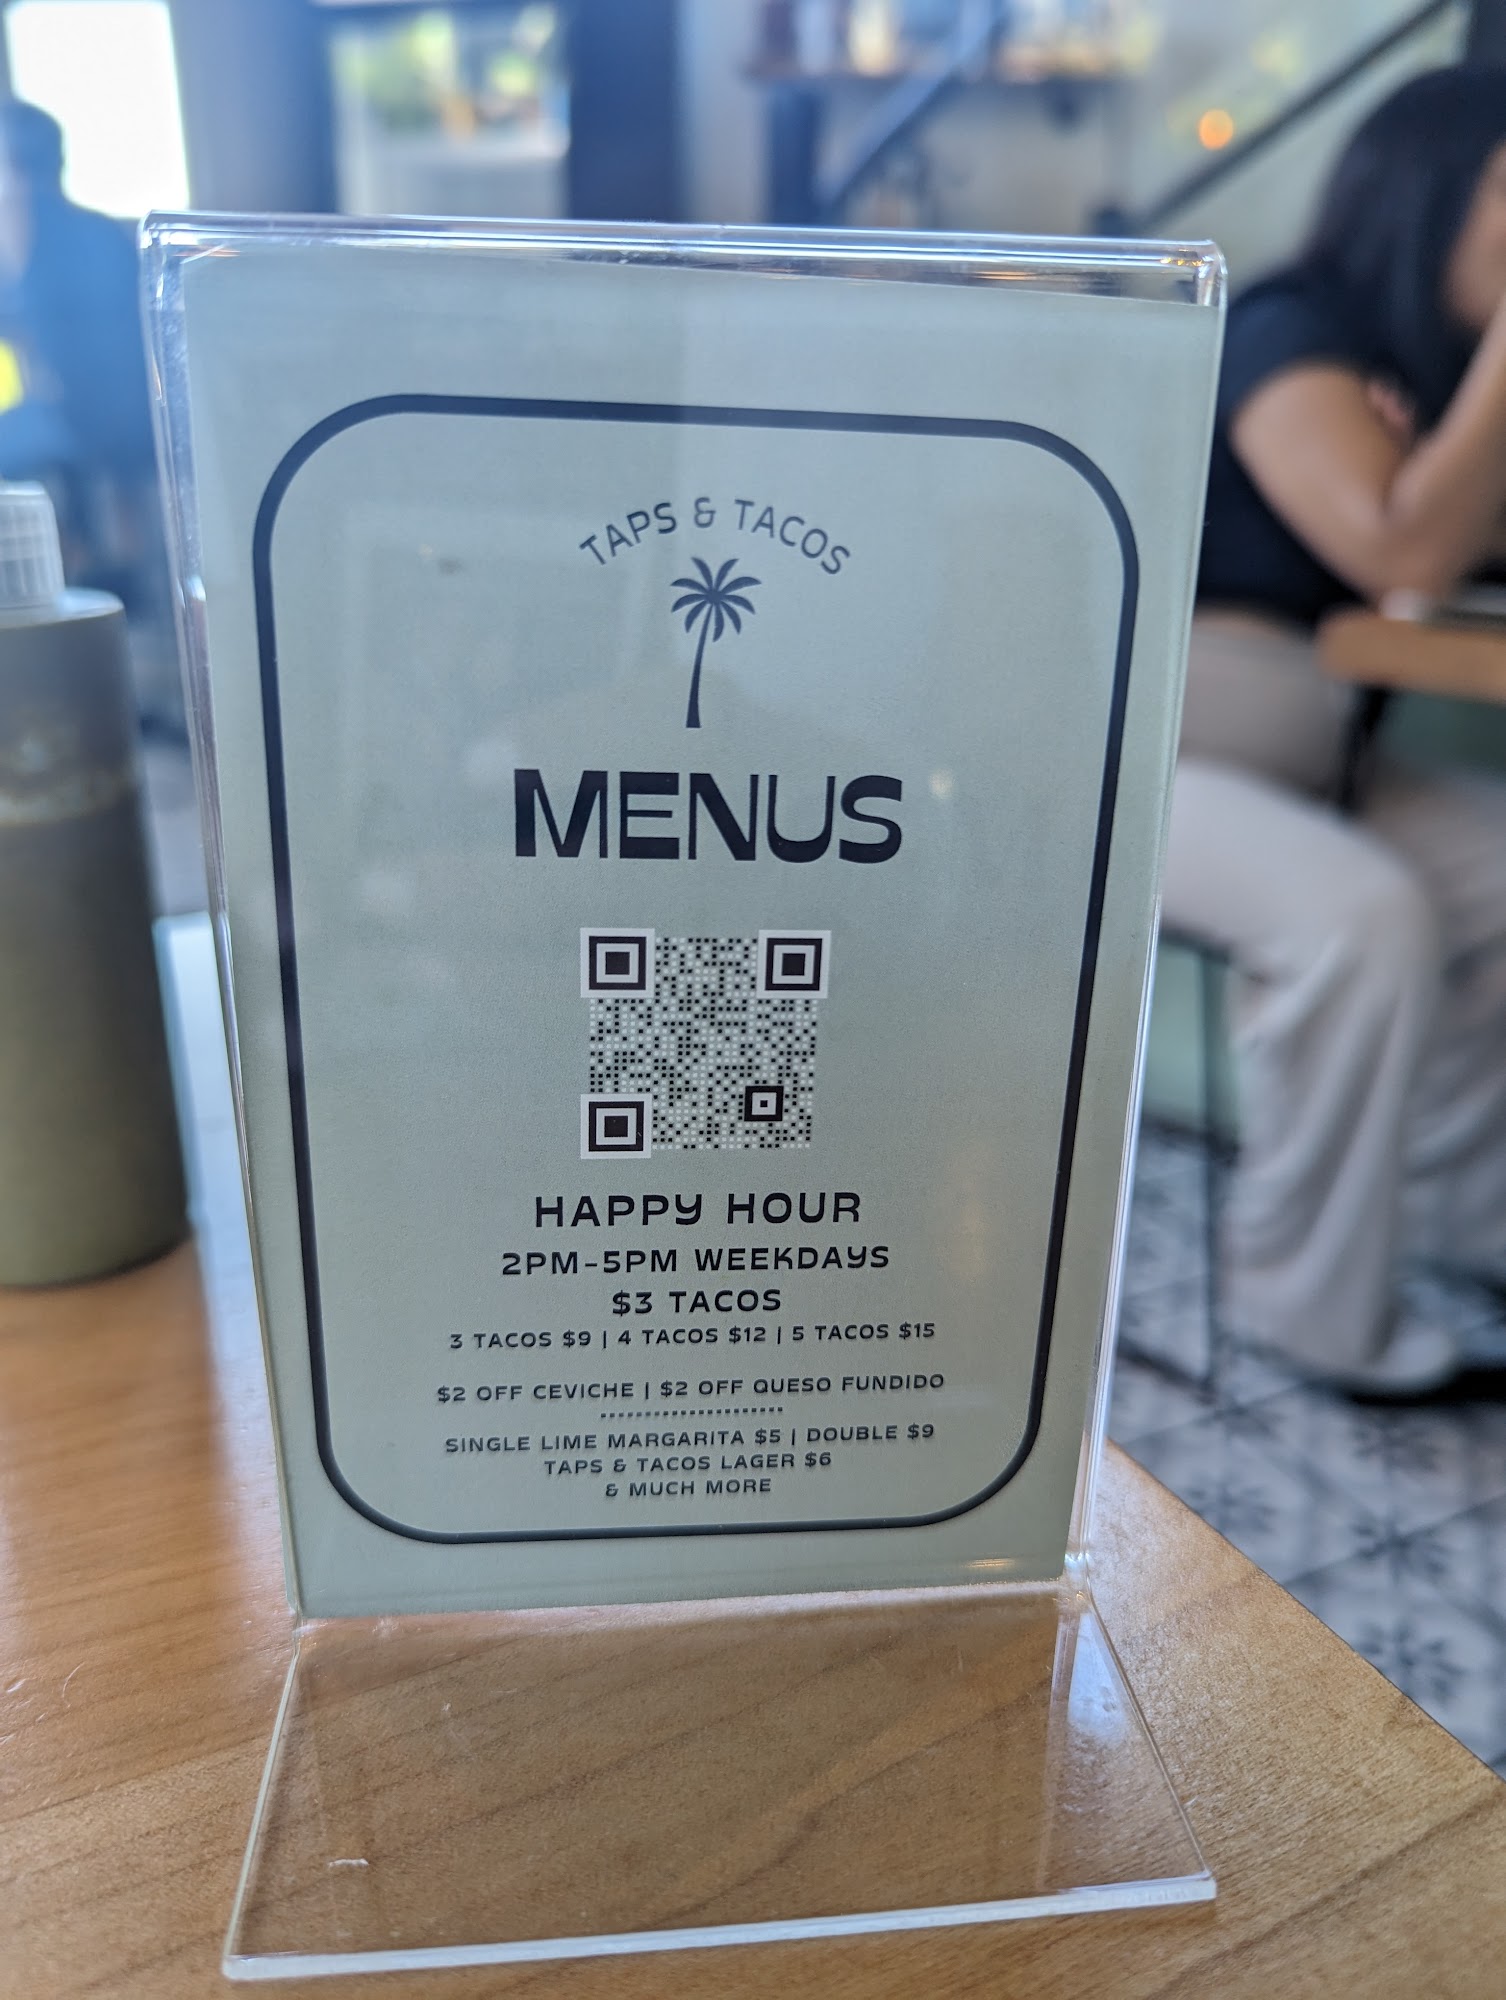 TAPS & TACOS
MENUS
HAPPY HOUR
2PM-5PM WEEKDAYS
$3 TACOS
3 TACOS $9 | 4 TACOS $12 | 5 TACOS $15
$2 OFF CEVICHE | $2 OFF QUESO FUNDIDO
SINGLE LIME MARGARITA $5 | DOUBLE $9
TAPS & TACOS LAGER $6
& MUCH MORE